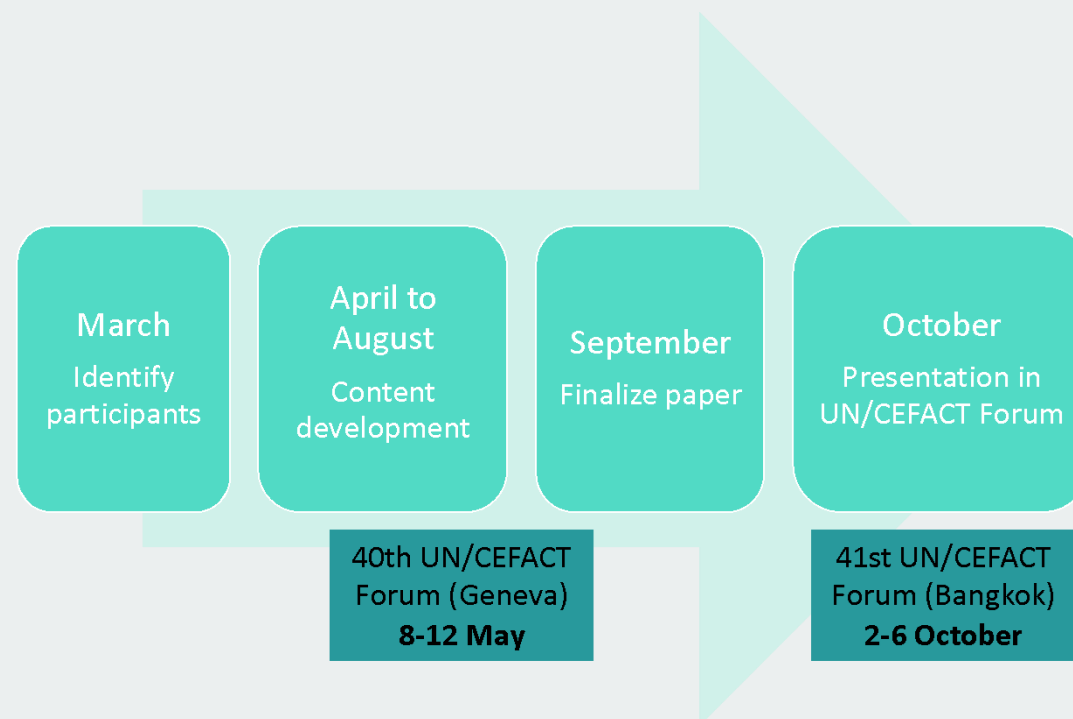 March
Identify
participants
April to
August
Content
development
September
Finalize paper
October
Presentation in
UN/CEFACT Forum
40th UN/CEFACT
Forum (Geneva)
8-12 May
41st UN/CEFACT
Forum (Bangkok)
2-6 October